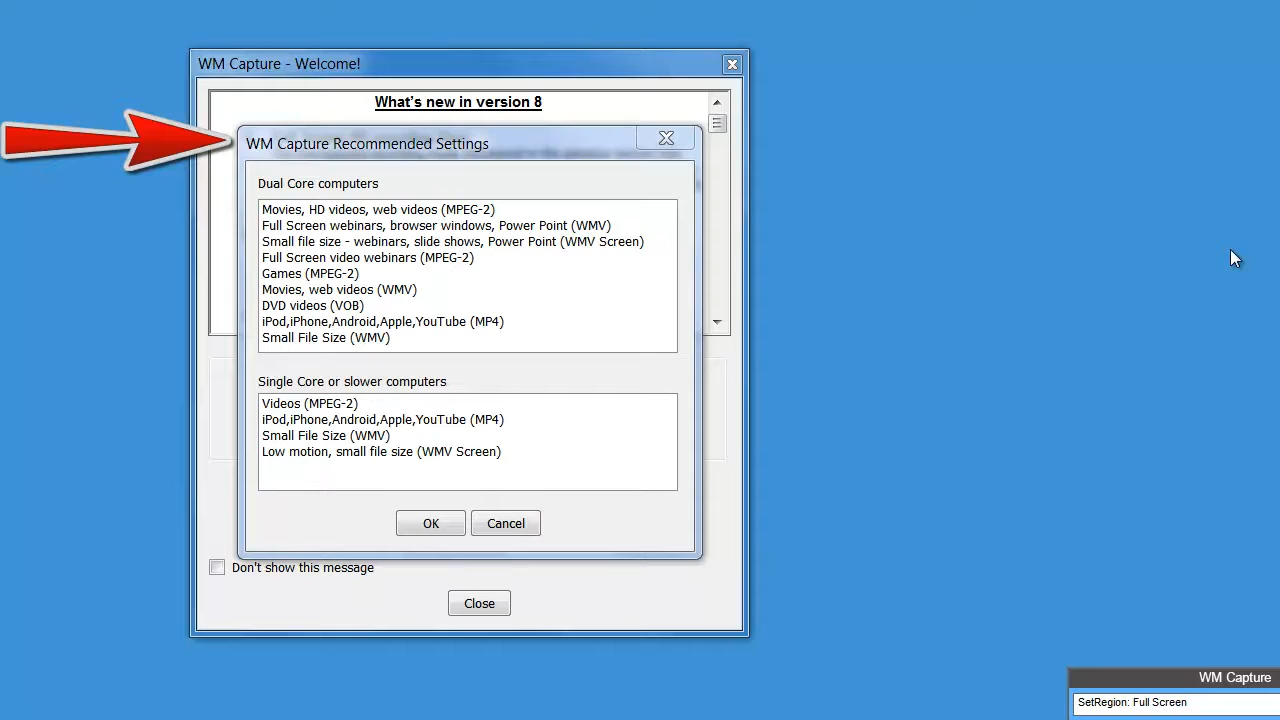 WM Capture - Welcome!
What's new in version 8
WM Capture Recommended Settings
Dual Core computers
Movies, HD videos, web videos (MPEG-2)
Full Screen webinars, browser windows, Power Point (WMV)
Small file size - webinars, slide shows, Power Point (WMV Screen)
Full Screen video webinars (MPEG-2)
Games (MPEG-2)
Movies, web videos (WMV)
DVD videos (VOB)
iPod,iPhone,Android,Apple,YouTube (MP4)
Small File Size (WMV)
Single Core or slower computers
Videos (MPEG-2)
iPod,iPhone,Android,Apple,YouTube (MP4)
Small File Size (WMV)
Low motion, small file size (WMV Screen)
OK Cancel
Don't show this message
Close
WM Capture
SetRegion: Full Screen